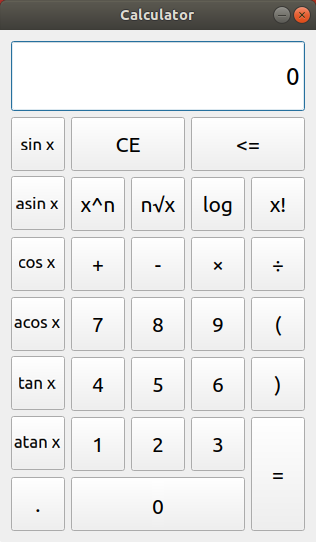 Calculator
0
sin x CE <=
asin x x^n n√x log x!
cos x + - × ÷
acos x 7 8 9 (
tan x 4 5 6 )
atan x 1 2 3 =
. 0